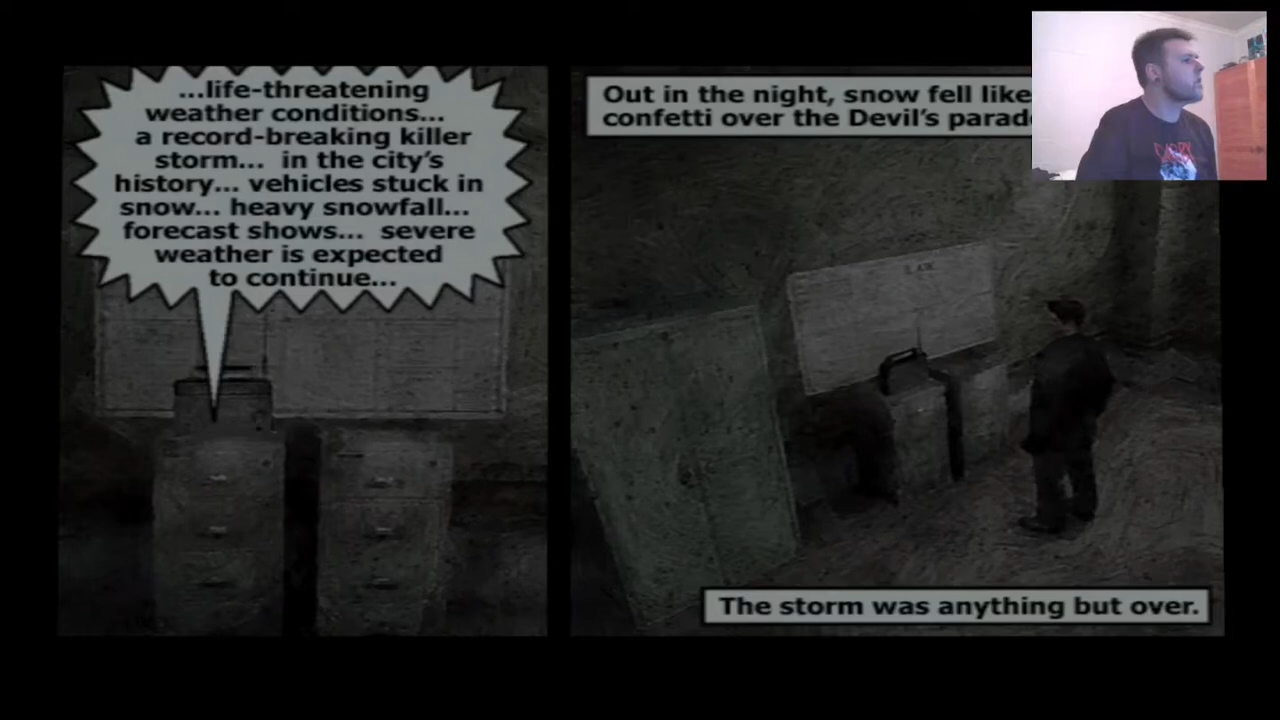 ...life-threatening
weather conditions...
a record-breaking killer
storm... in the city's
history... vehicles stuck in
snow... heavy snowfall...
forecast shows... severe
weather is expected
to continue...
Out in the night, snow fell like
confetti over the Devil's
The storm was anything but over.